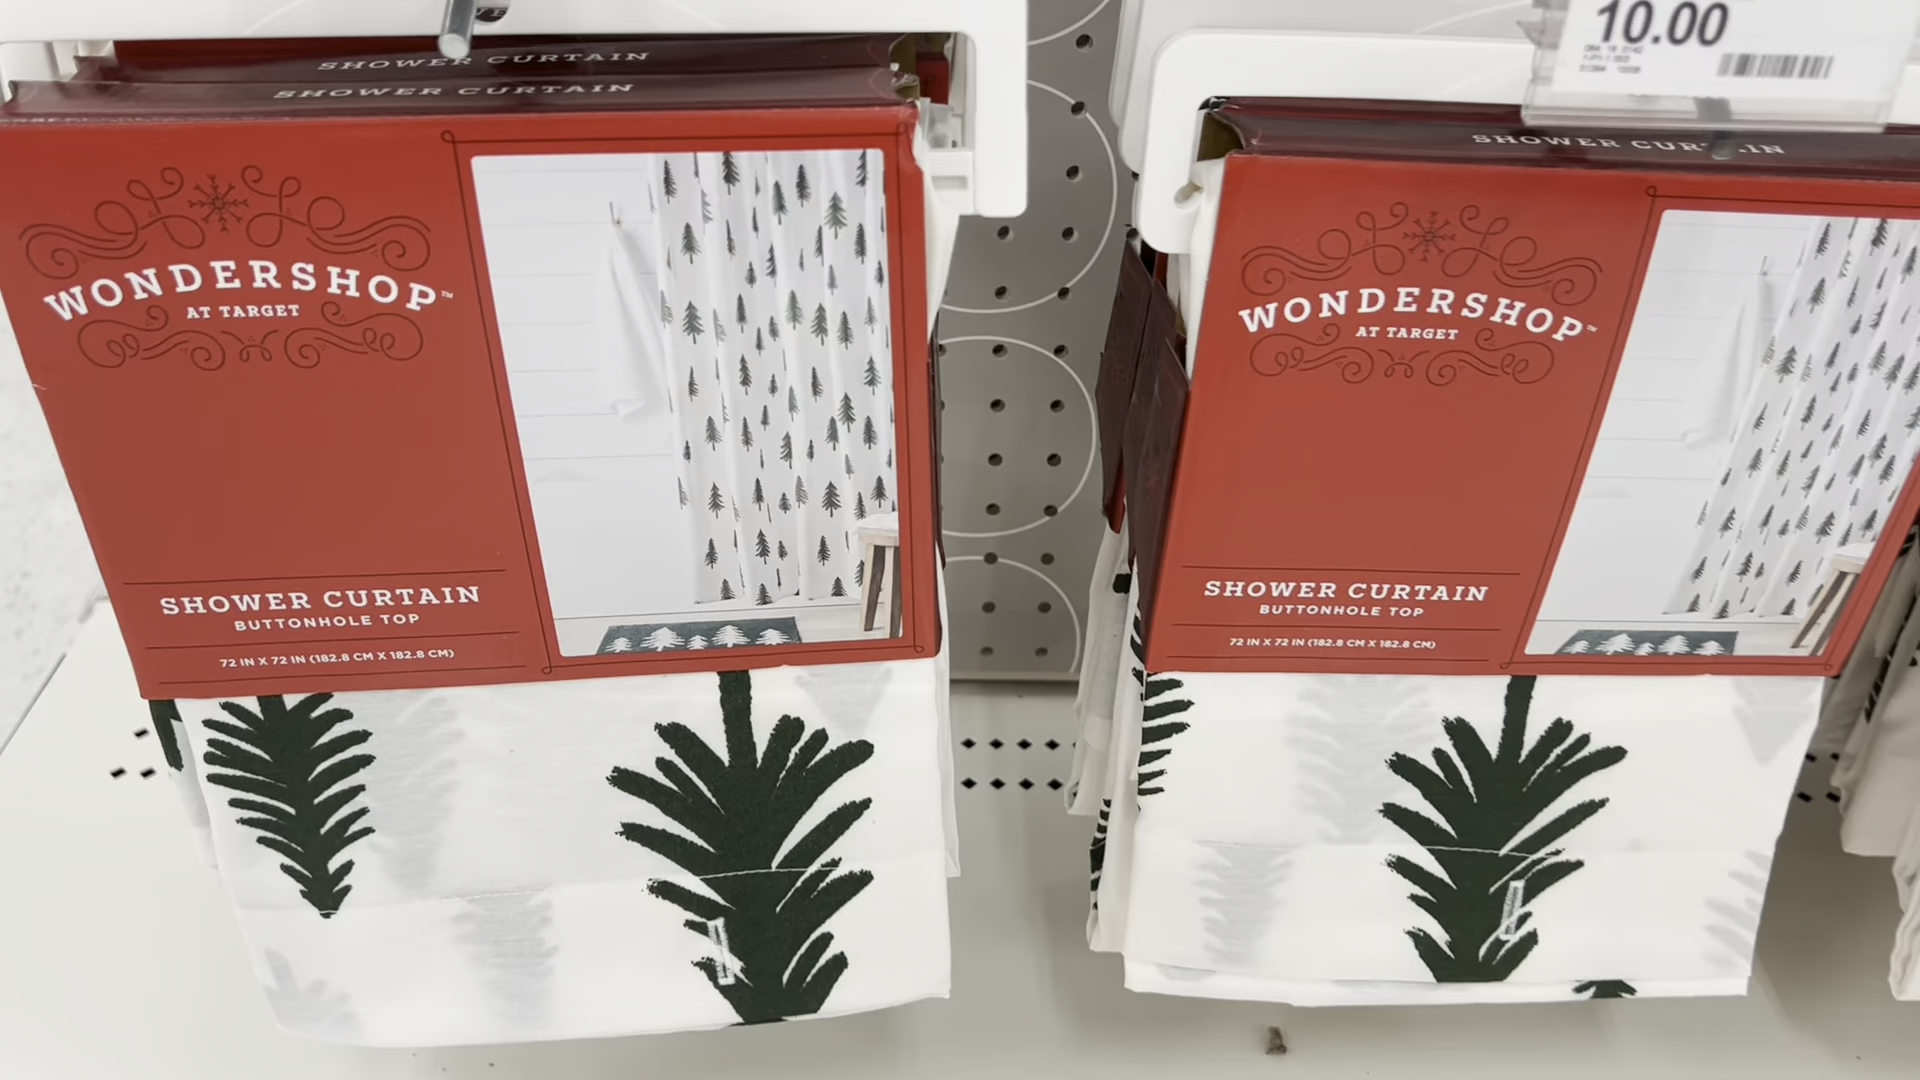 SHOWER CURTAIN
SHOWER CURTAIN
WONDERSHOP™
AT TARGET
SHOWER CURTAIN
BUTTONHOLE TOP
72 IN X 72 IN (182.8 CM X 182.8 CM)
10.00
SHOWER CURTAIN
WONDERSHOP™
AT TARGET
SHOWER CURTAIN
BUTTONHOLE TOP
72 IN X 72 IN (182.8 CM X 182.8 CM)